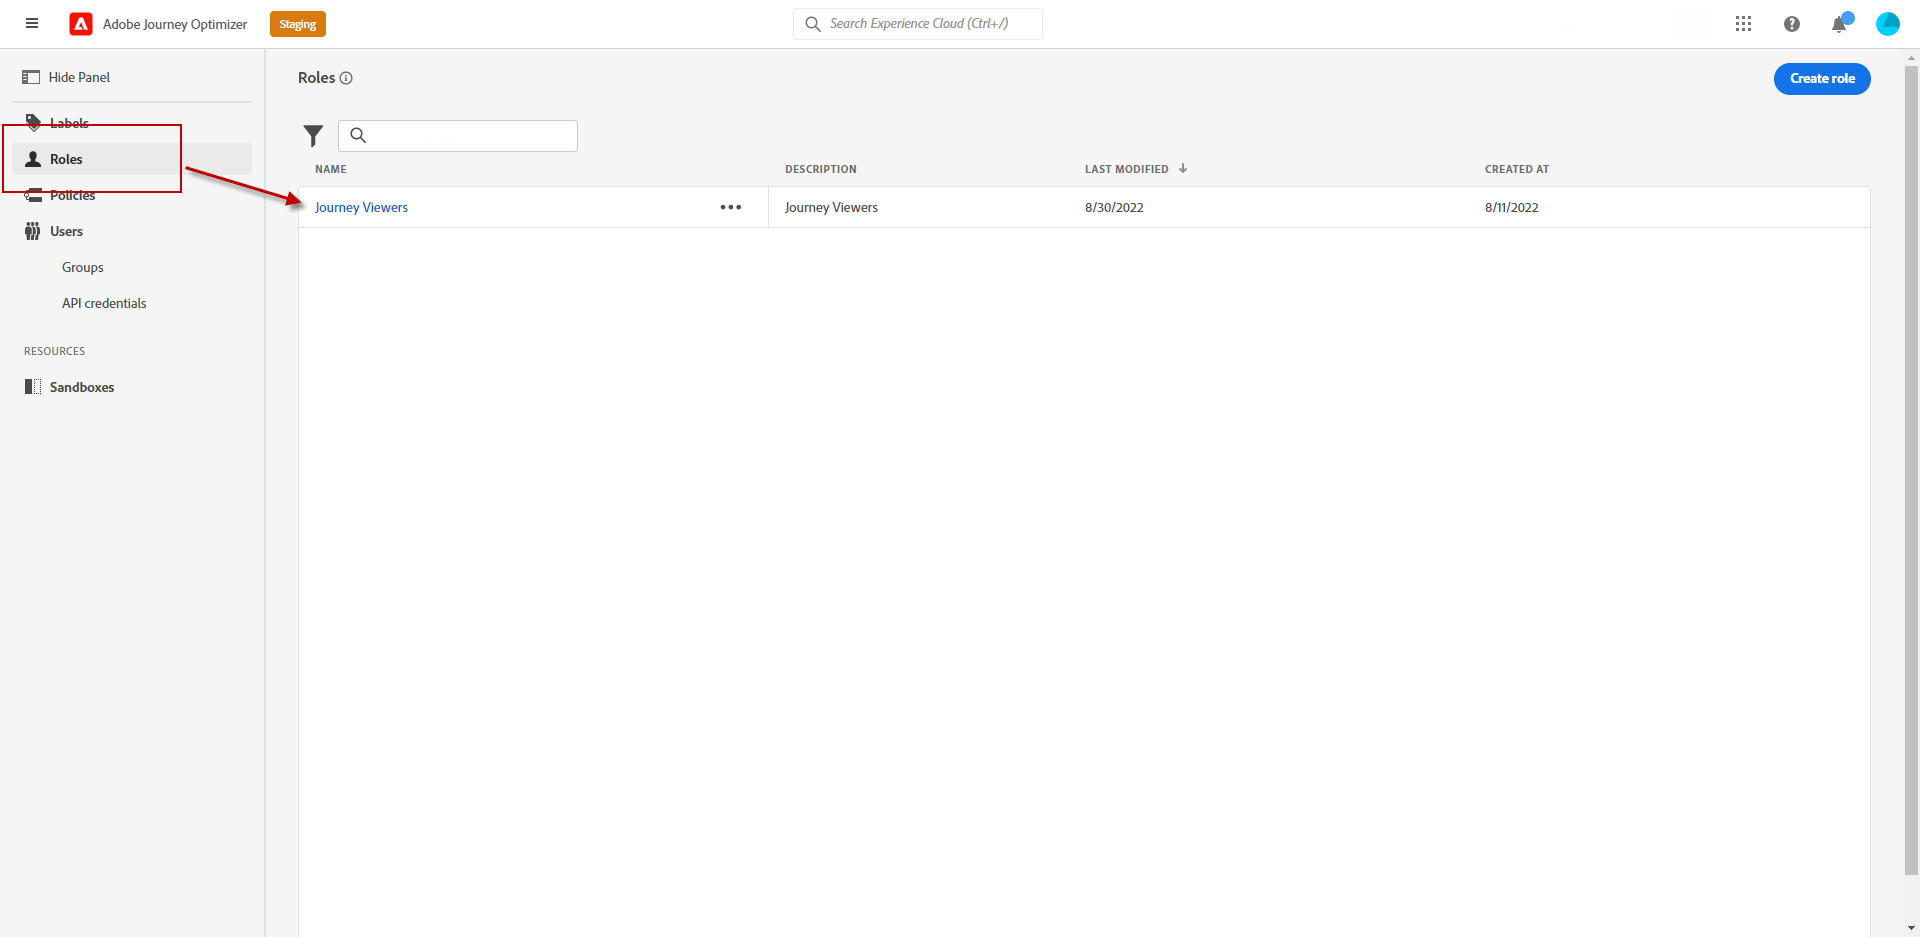 Adobe Journey Optimizer
Staging
Search Experience Cloud (Ctrl+/)
Hide Panel
Labels
Roles
Policies
Users
Groups
API credentials
RESOURCES
Sandboxes
Roles
Create role
NAME DESCRIPTION LAST MODIFIED CREATED AT
Journey Viewers Journey Viewers 8/30/2022 8/11/2022